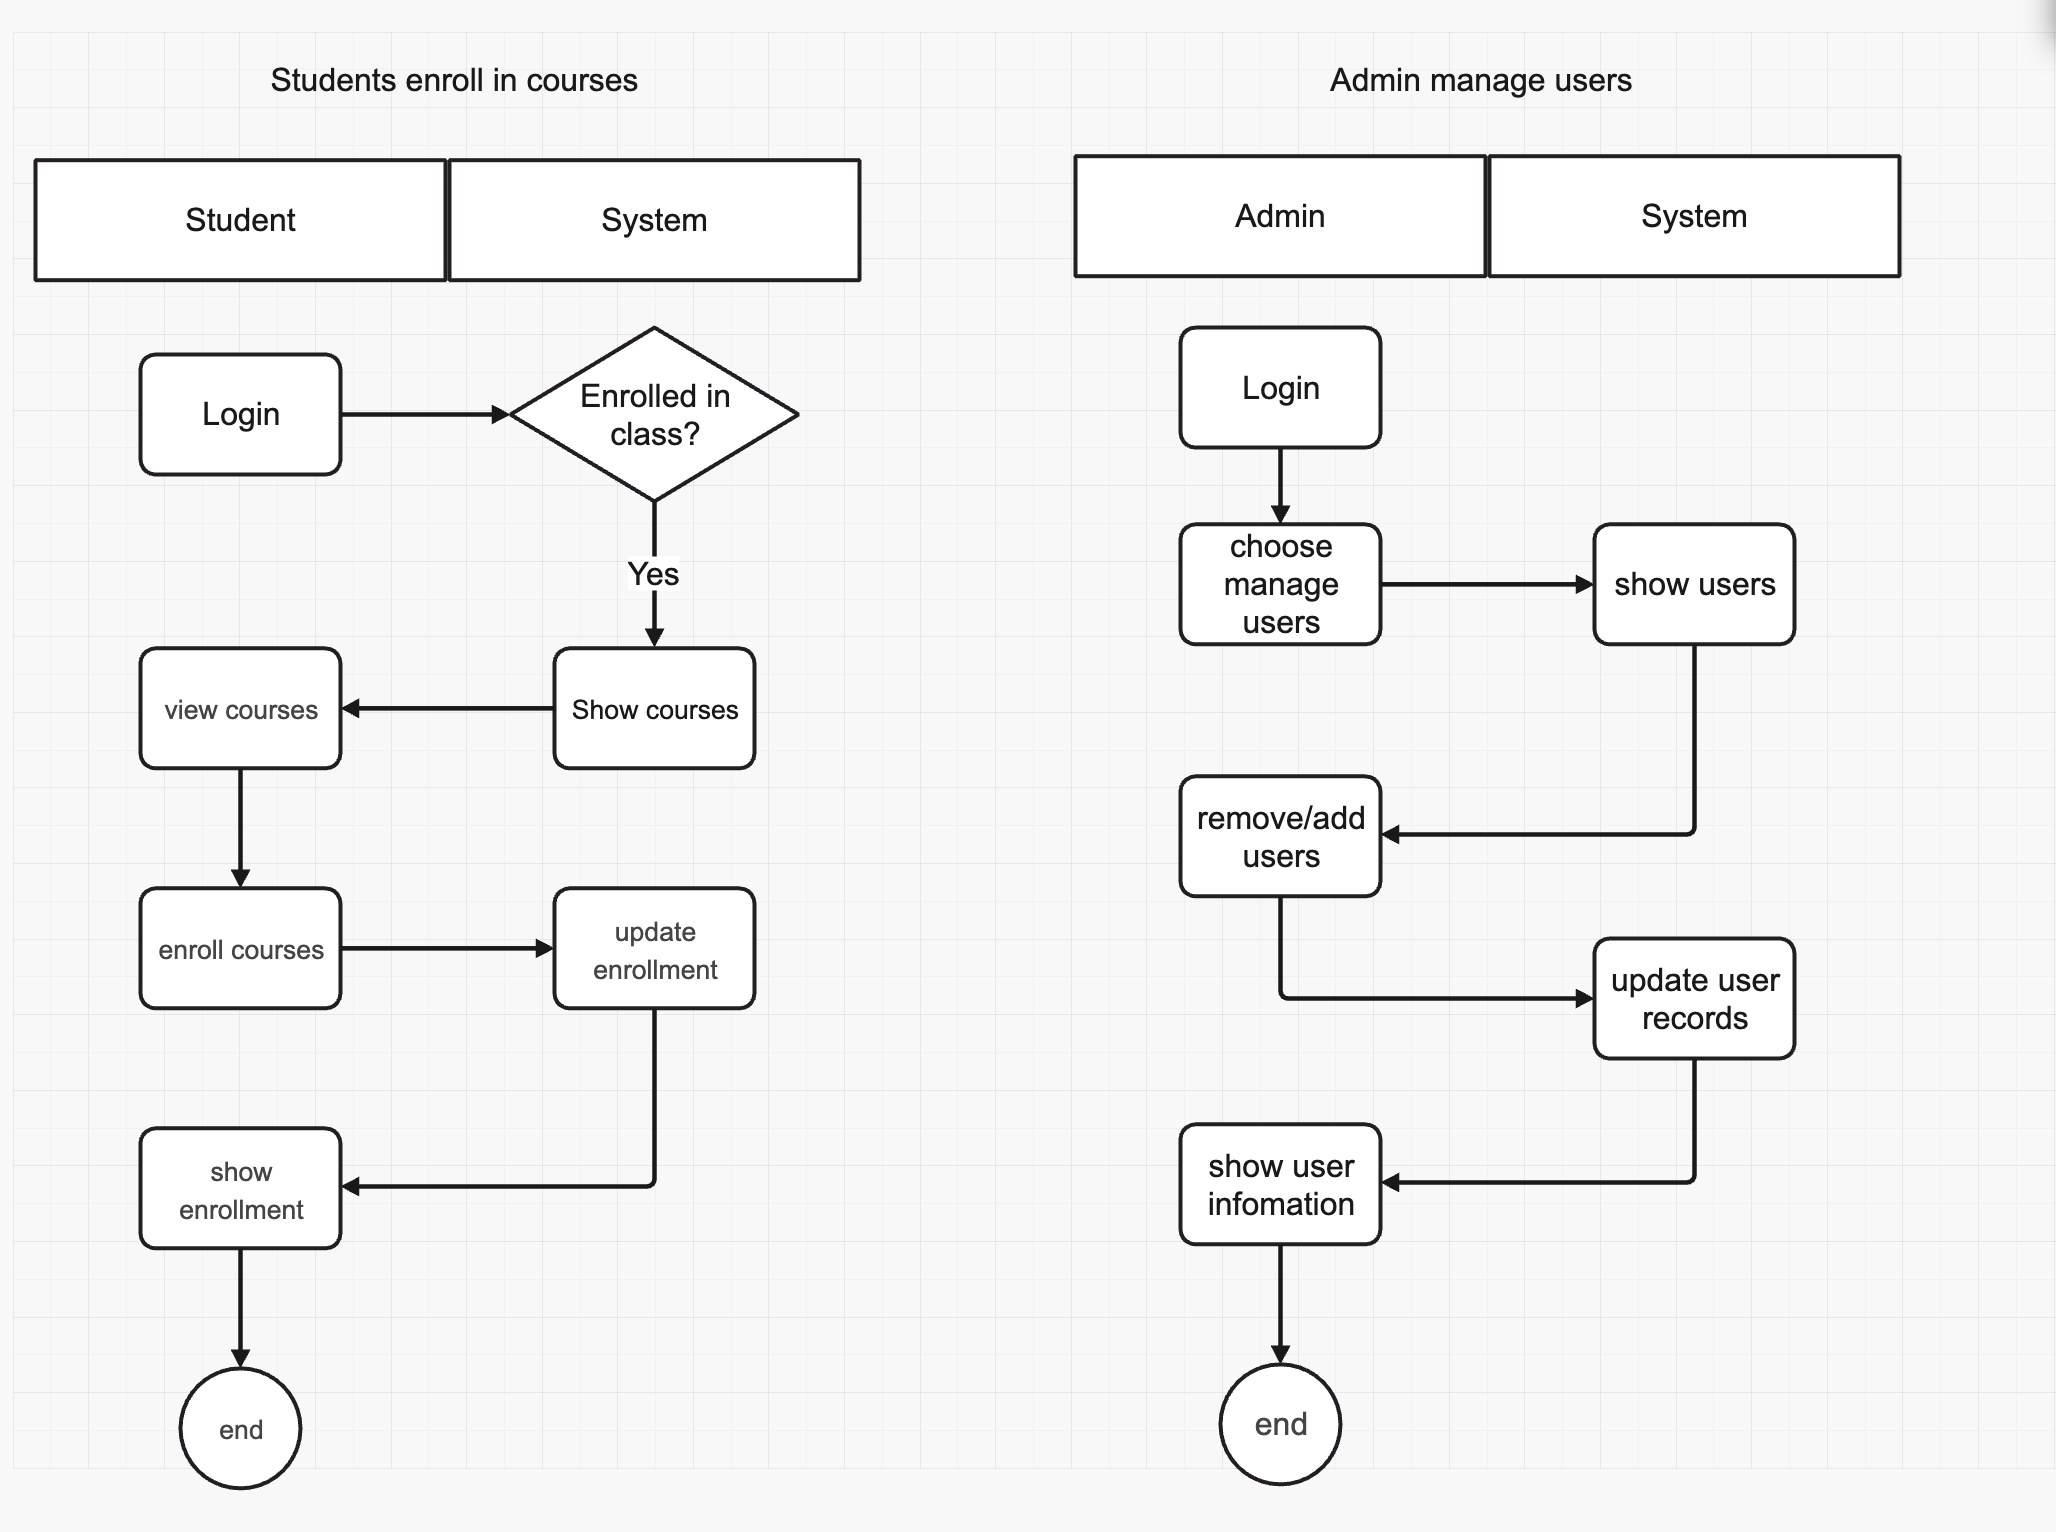 Students enroll in courses
Student
System
Login
Enrolled in
class?
Yes
view courses
Show courses
enroll courses
update
enrollment
show
enrollment
end
Admin manage users
Admin
System
Login
choose
manage
users
show users
remove/add
users
update user
records
show user
infomation
end